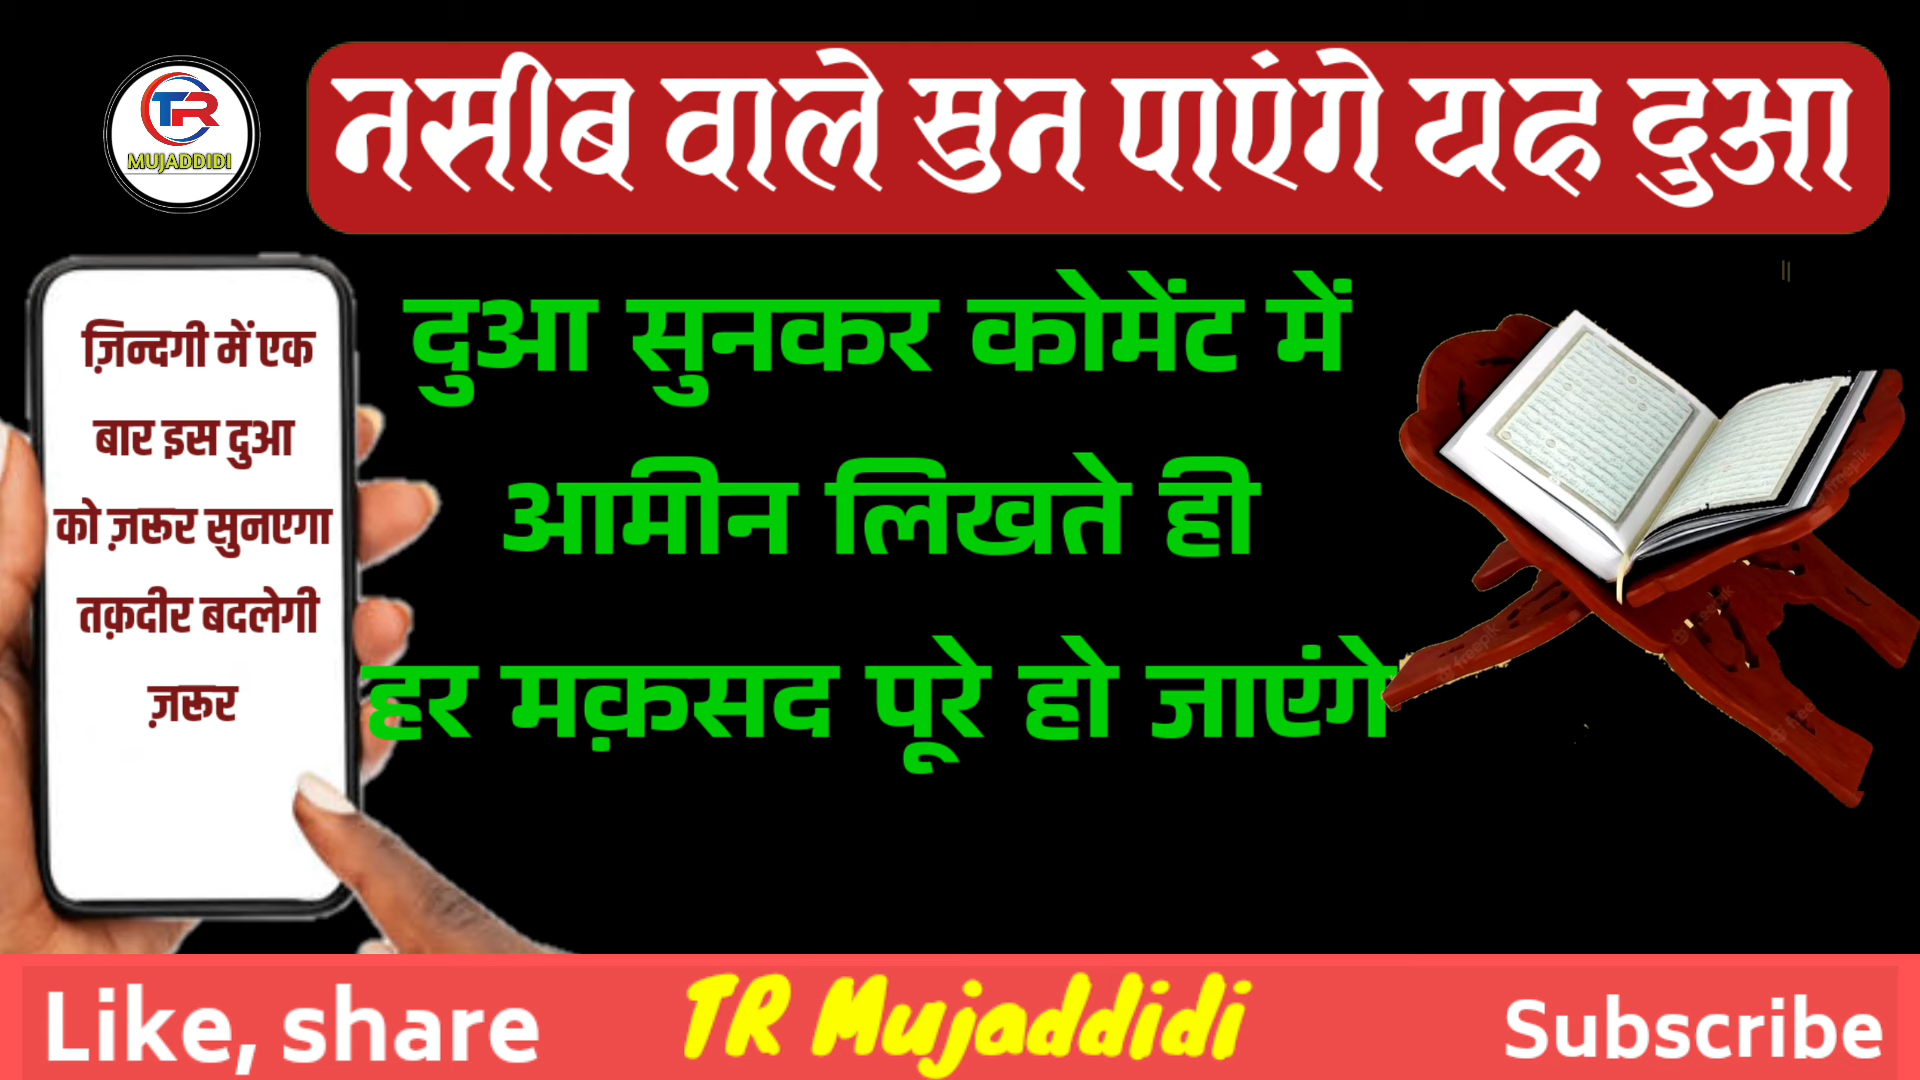 TR
MUJADDIDI
नसीब वाले सुन पाएंगे यह दुआ
ज़िन्दगी में एक
बार इस दुआ
को ज़रूर सुनएगा
तक़दीर बदलेगी
ज़रूर
दुआ सुनकर कोमेंट में
आमीन लिखते ही
हर मक़सद पूरे हो जाएंगे
Like, share
TR Mujaddidi
Subscribe